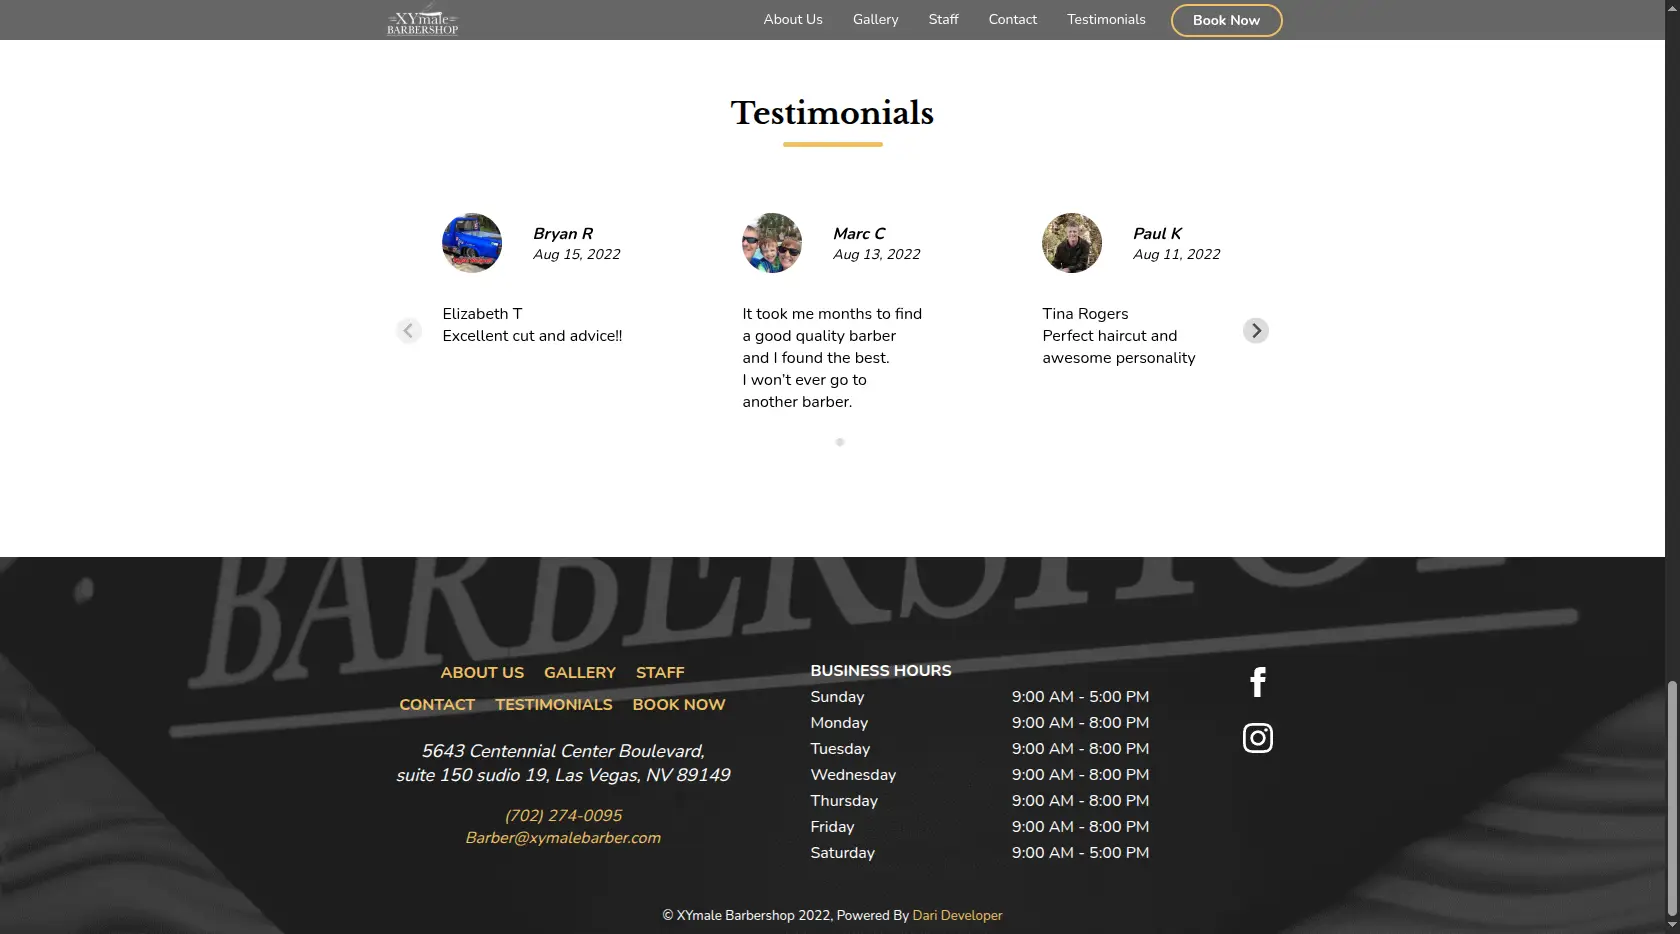 XYmale
BARBERSHOP
About Us
Gallery
Staff
Contact
Testimonials
Book Now
Testimonials
Bryan R
Aug 15, 2022
Elizabeth T
Excellent cut and advice!!
Marc C
Aug 13, 2022
It took me months to find
a good quality barber
and I found the best.
I won’t ever go to
another barber.
Paul K
Aug 11, 2022
Tina Rogers
Perfect haircut and
awesome personality
BARBERSHOP
ABOUT US GALLERY STAFF
CONTACT TESTIMONIALS BOOK NOW
5643 Centennial Center Boulevard,
suite 150 sudio 19, Las Vegas, NV 89149
(702) 274-0095
Barber@xymalebarber.com
BUSINESS HOURS
Sunday 9:00 AM - 5:00 PM
Monday 9:00 AM - 8:00 PM
Tuesday 9:00 AM - 8:00 PM
Wednesday 9:00 AM - 8:00 PM
Thursday 9:00 AM - 8:00 PM
Friday 9:00 AM - 8:00 PM
Saturday 9:00 AM - 5:00 PM
© XYmale Barbershop 2022, Powered By Dari Developer